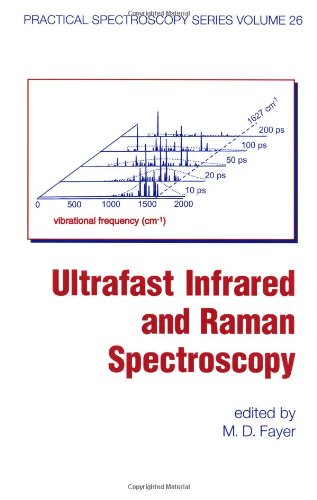 PRACTICAL SPECTROSCOPY SERIES VOLUME 26
1627 cm-1
200 ps
100 ps
50 ps
20 ps
10 ps
0 500 1000 1500 2000
vibrational frequency (cm-1)
Ultrafast Infrared
and Raman
Spectroscopy
edited by
M. D. Fayer